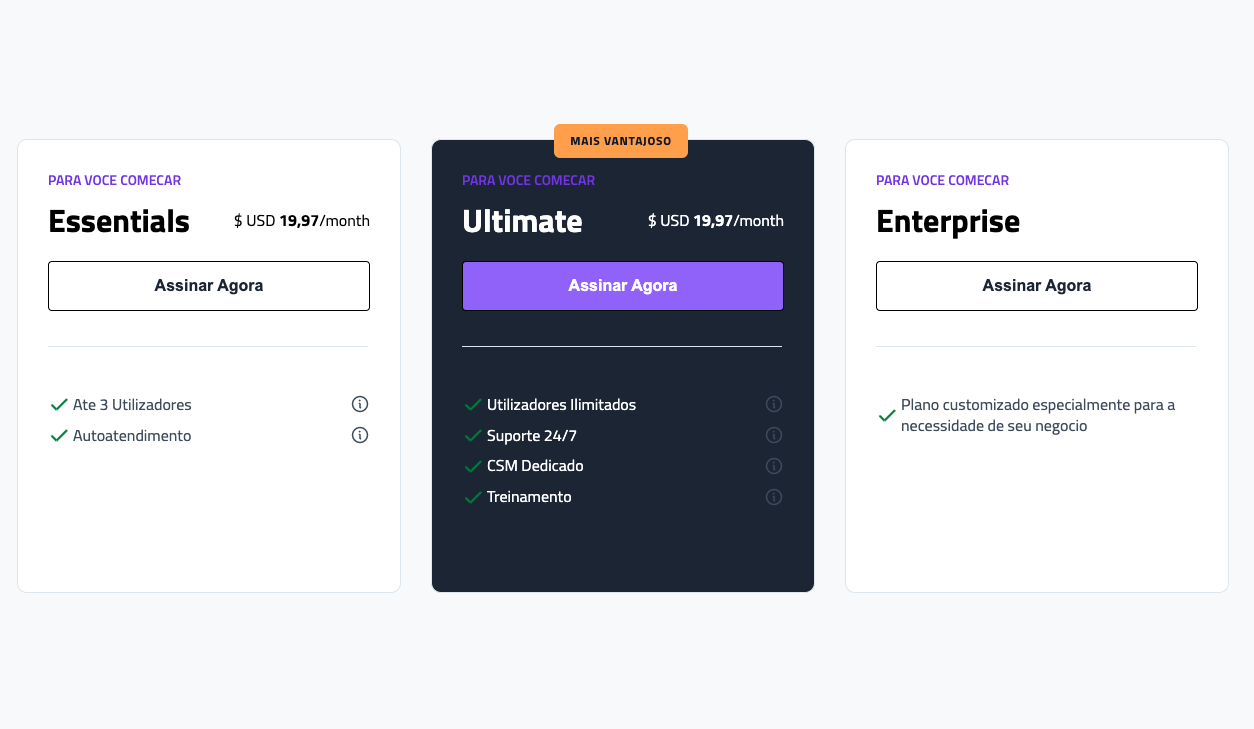 PARA VOCE COMECAR
Essentials
$ USD 19,97/month
Assinar Agora
Ate 3 Utilizadores
Autoatendimento
MAIS VANTAJOSO
PARA VOCE COMECAR
Ultimate
$ USD 19,97/month
Assinar Agora
Utilizadores Ilimitados
Suporte 24/7
CSM Dedicado
Treinamento
PARA VOCE COMECAR
Enterprise
Assinar Agora
Plano customizado especialmente para a
necessidade de seu negocio